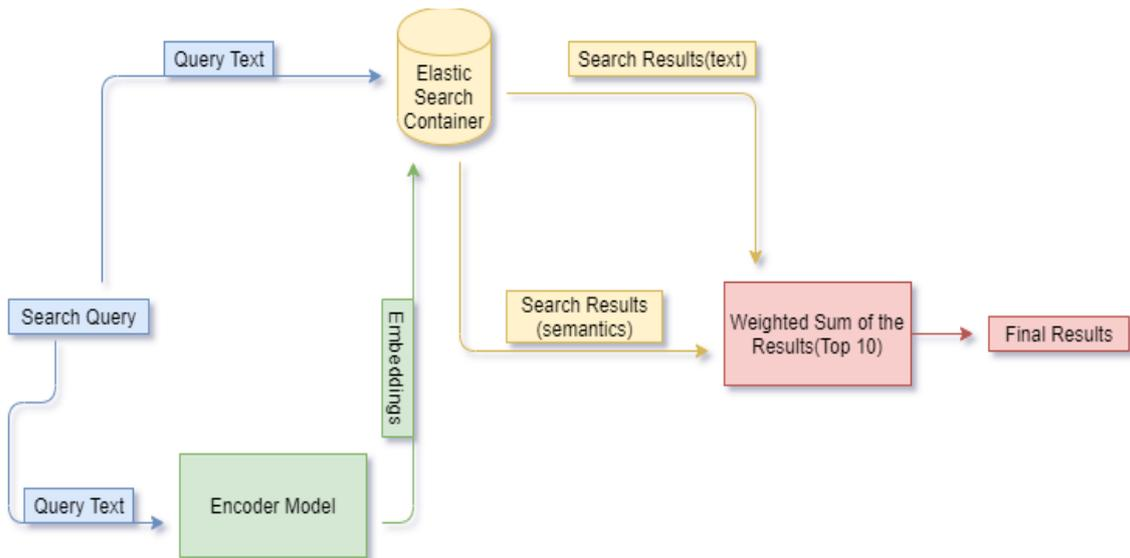 Query Text
Elastic
Search
Container
Search Results(text)
Search Query
Embeddings
Search Results
(semantics)
Weighted Sum of the
Results(Top 10)
Final Results
Query Text
Encoder Model